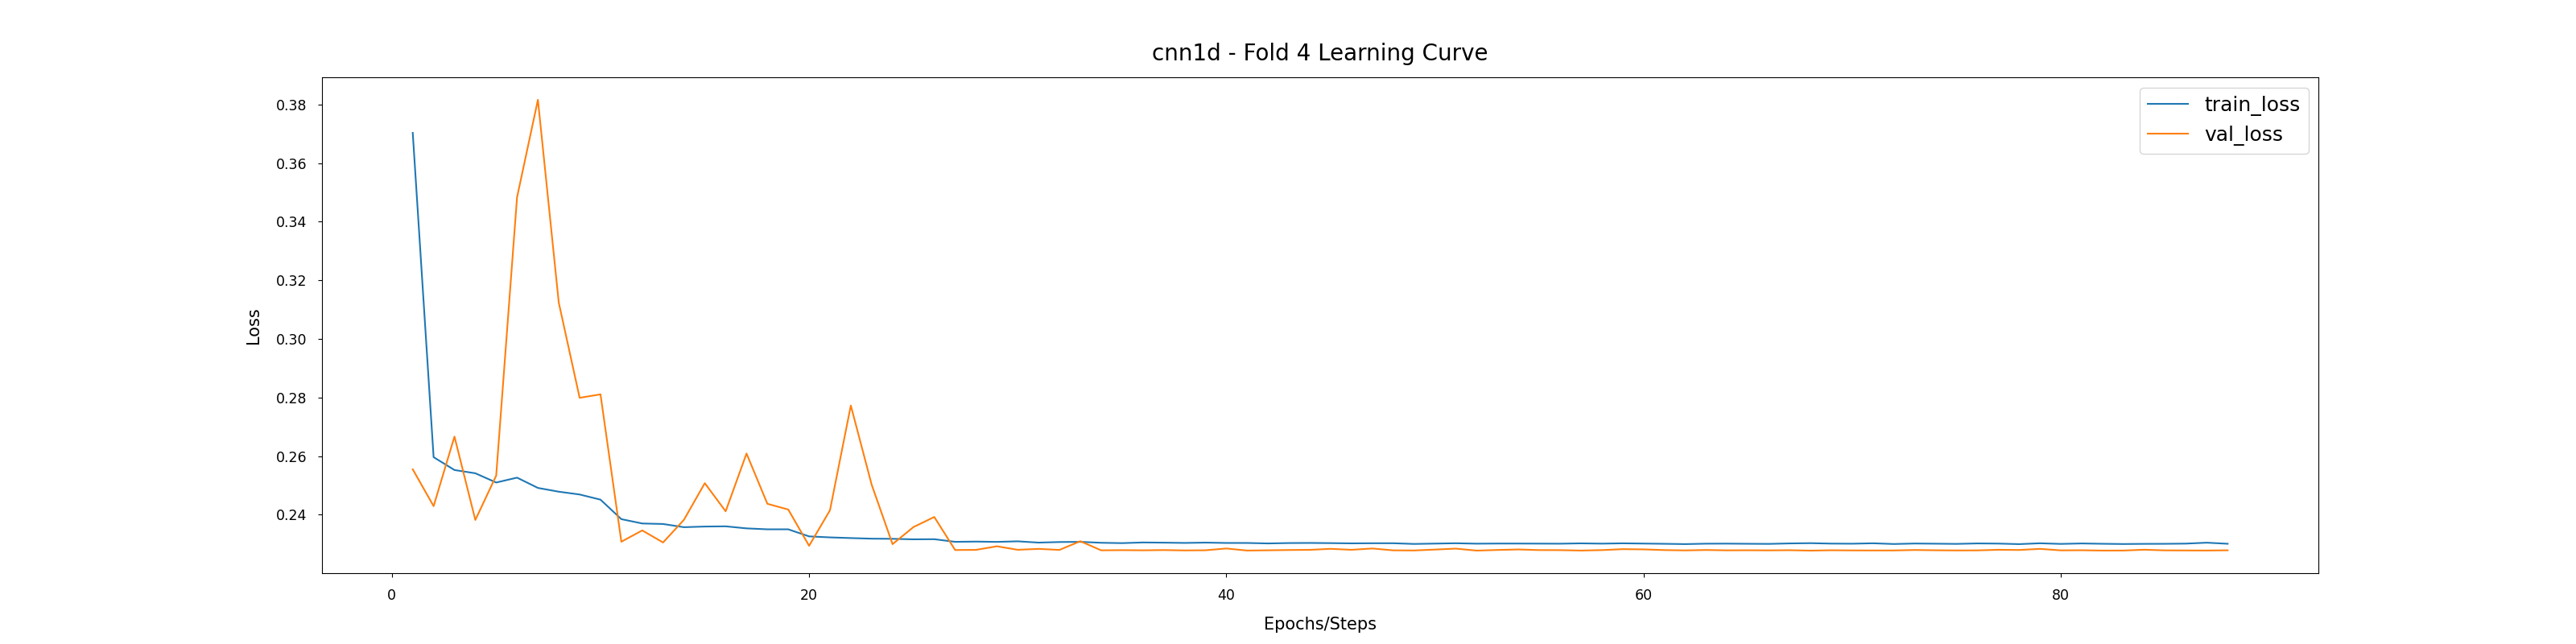 cnn1d - Fold 4 Learning Curve
train_loss
val_loss
0.38
0.36
0.34
0.32
0.30
0.28
0.26
0.24
Loss
0 20 40 60 80
Epochs/Steps